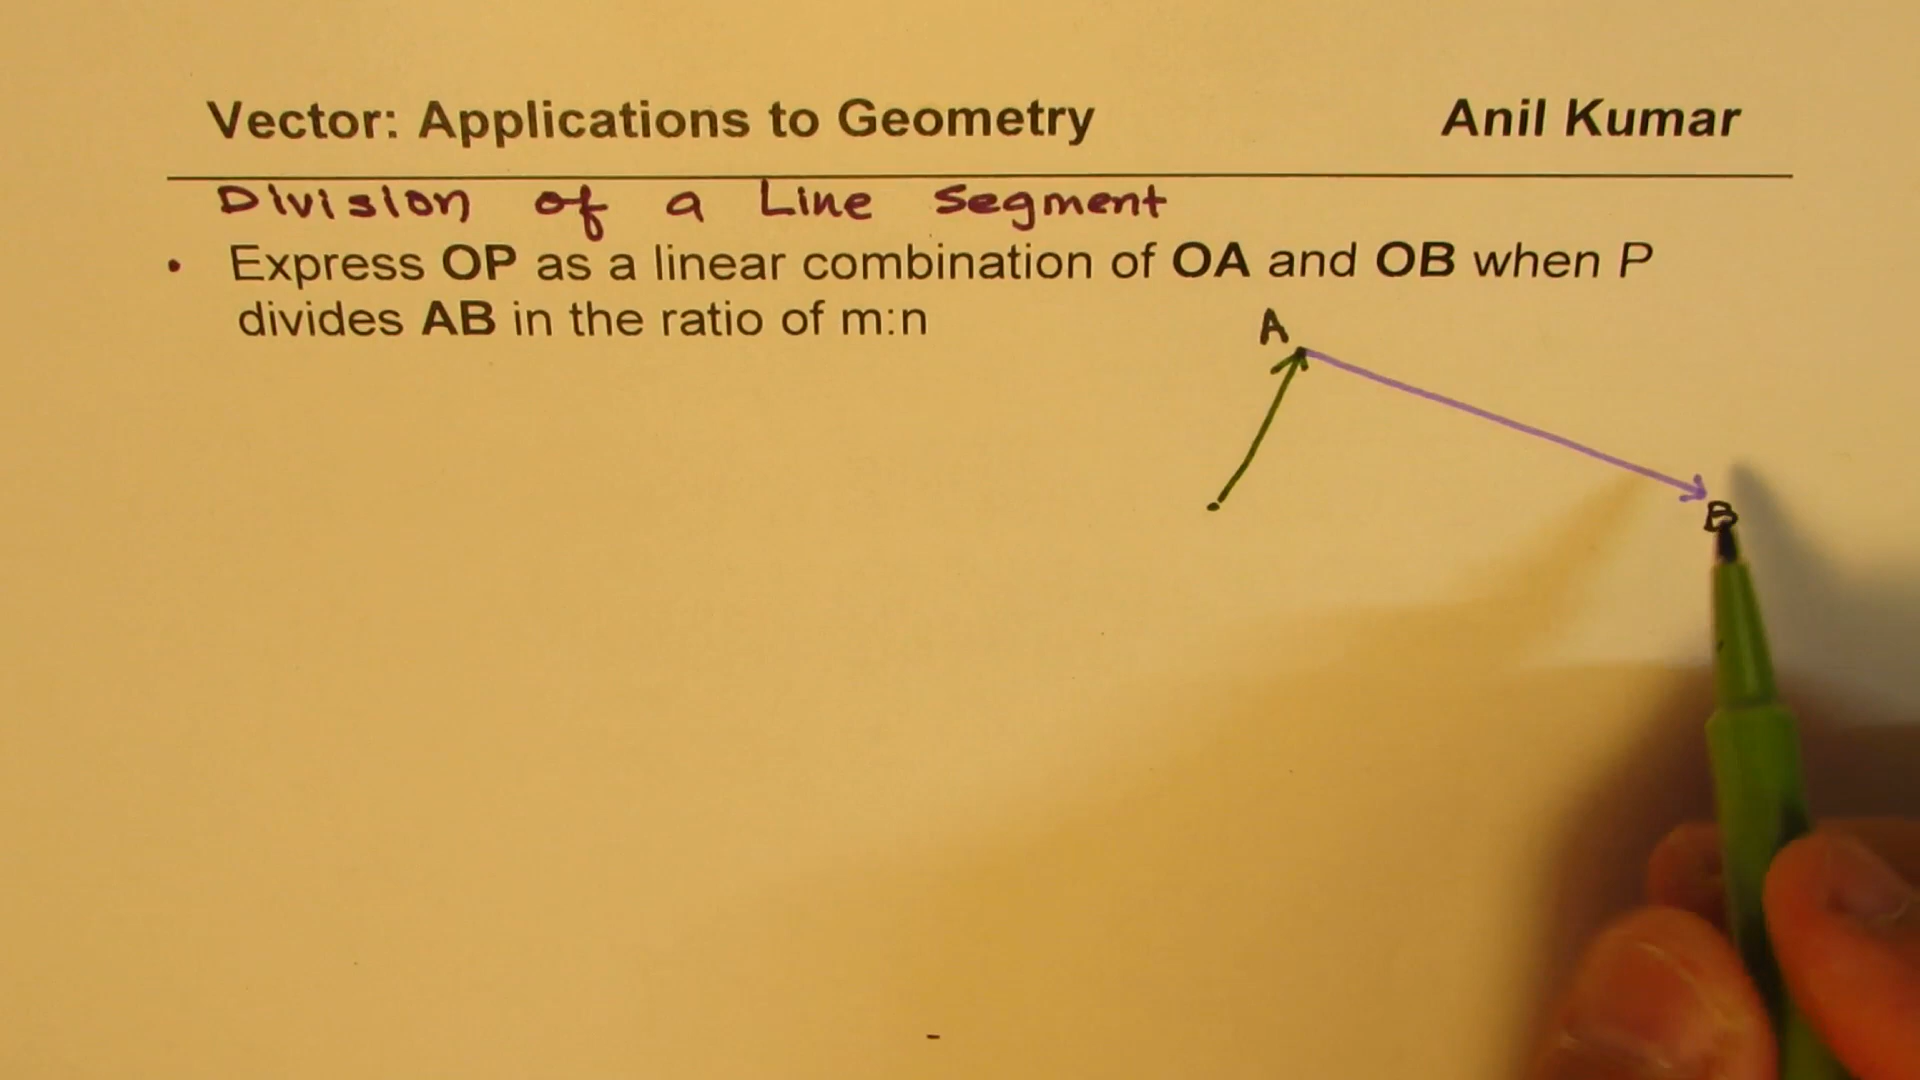 Vector: Applications to Geometry Anil Kumar
Division of a Line Segment
• Express OP as a linear combination of OA and OB when P
divides AB in the ratio of m:n
A
B